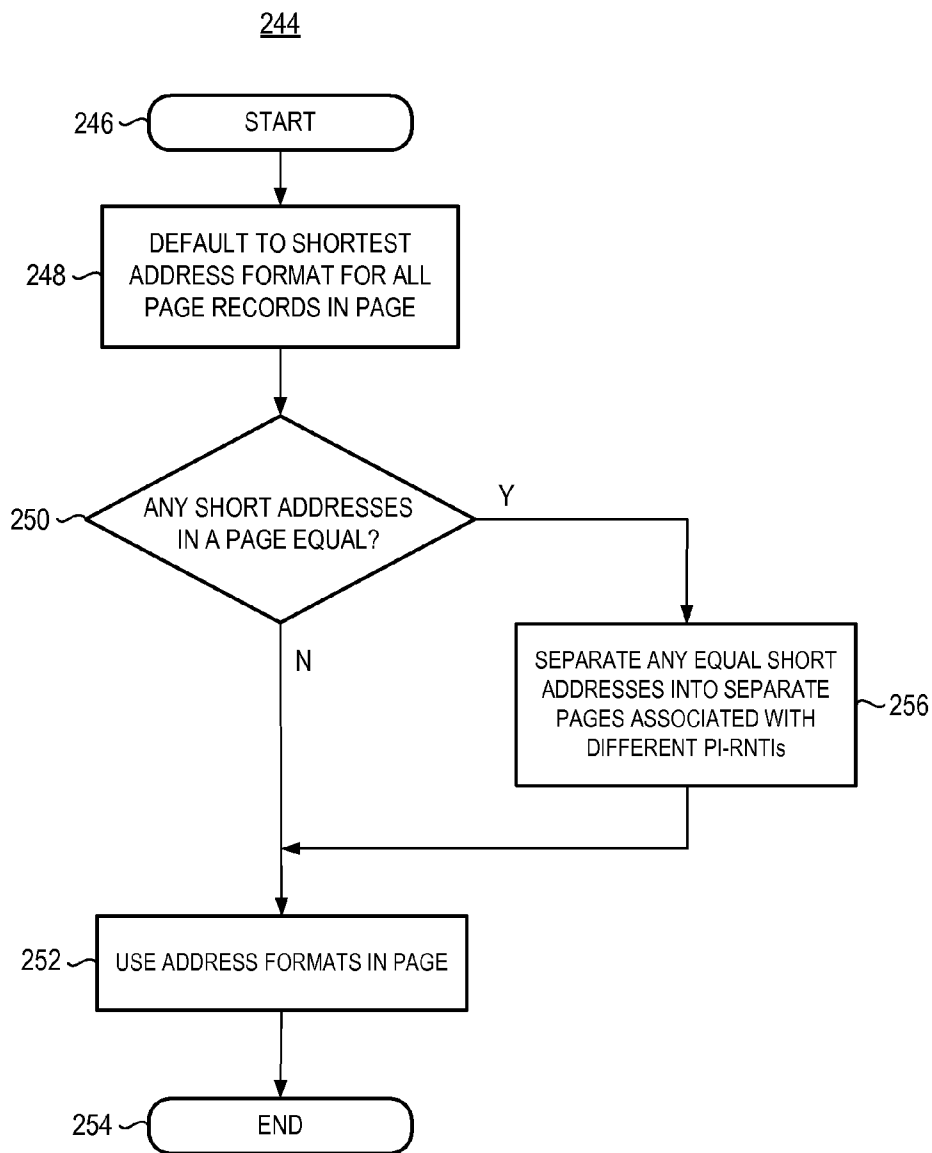 244
246
START
248
DEFAULT TO SHORTEST
ADDRESS FORMAT FOR ALL
PAGE RECORDS IN PAGE
250
ANY SHORT ADDRESSES
IN A PAGE EQUAL?
Y
N
SEPARATE ANY EQUAL SHORT
ADDRESSES INTO SEPARATE
PAGES ASSOCIATED WITH
DIFFERENT PI-RNTIs
256
252
USE ADDRESS FORMATS IN PAGE
254
END